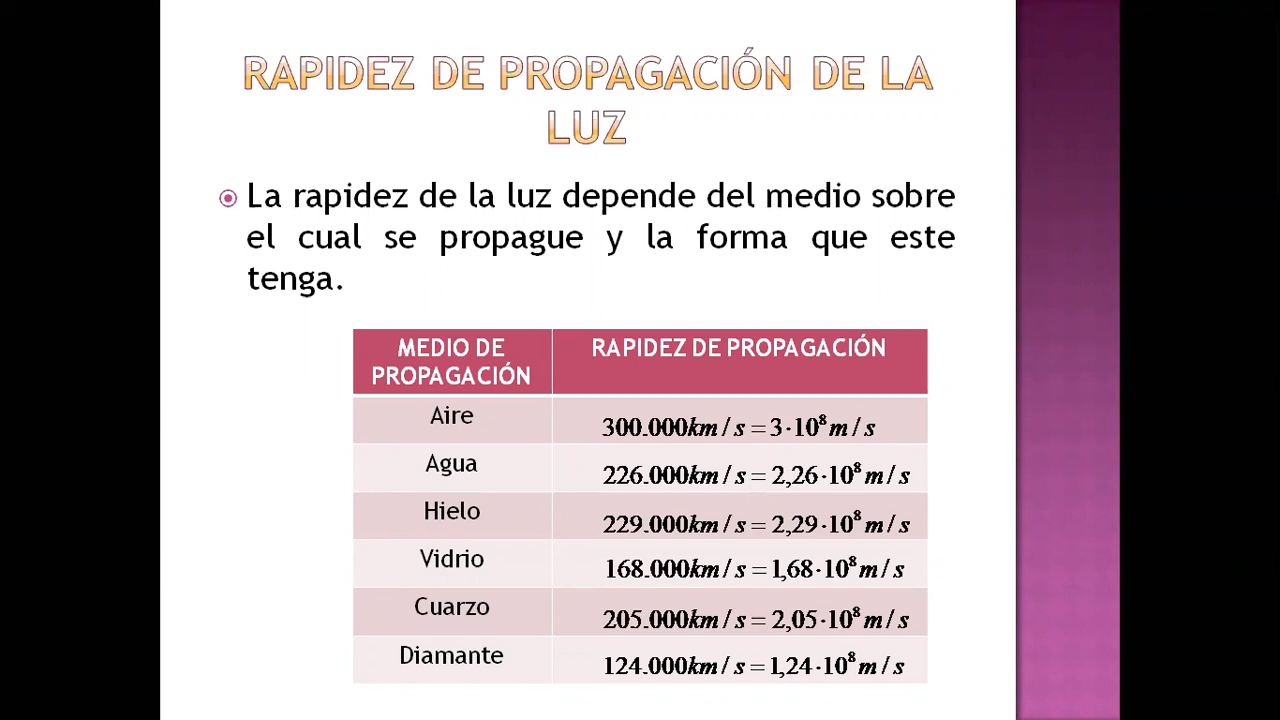 RAPIDEZ DE PROPAGACIÓN DE LA
LUZ
La rapidez de la luz depende del medio sobre
el cual se propague y la forma que este
tenga.
MEDIO DE PROPAGACIÓN RAPIDEZ DE PROPAGACIÓN
Aire 300.000km / s = 3·10⁸ m / s
Agua 226.000km / s = 2,26·10⁸ m / s
Hielo 229.000km / s = 2,29·10⁸ m / s
Vidrio 168.000km / s = 1,68·10⁸ m / s
Cuarzo 205.000km / s = 2,05·10⁸ m / s
Diamante 124.000km / s = 1,24·10⁸ m / s